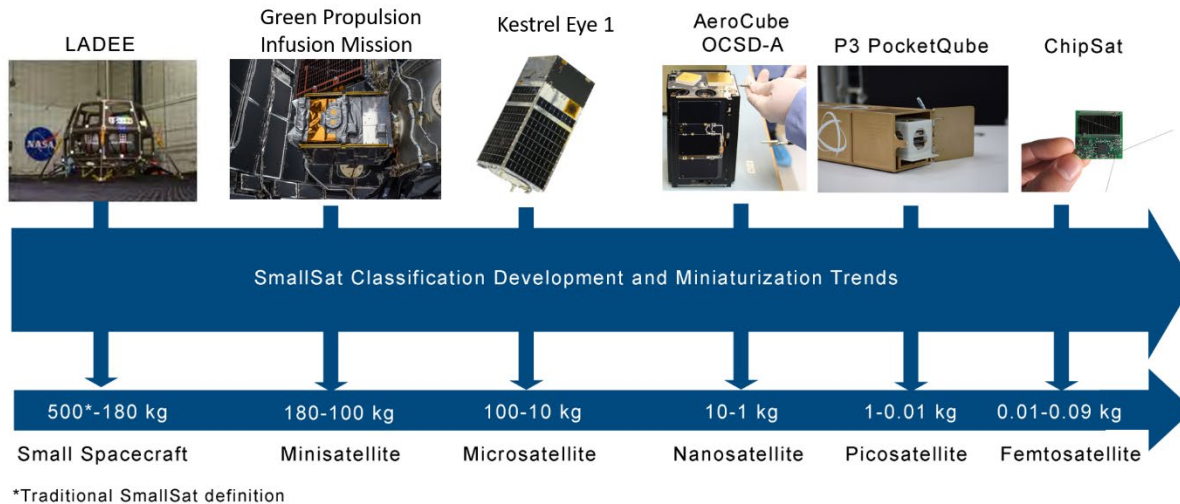 LADEE
Green Propulsion
Infusion Mission
Kestrel Eye 1
AeroCube
OCSD-A
P3 PocketQube
ChipSat
NASA
SmallSat Classification Development and Miniaturization Trends
500*-180 kg
180-100 kg
100-10 kg
10-1 kg
1-0.01 kg
0.01-0.09 kg
Small Spacecraft
Minisatellite
Microsatellite
Nanosatellite
Picosatellite
Femtosatellite
*Traditional SmallSat definition